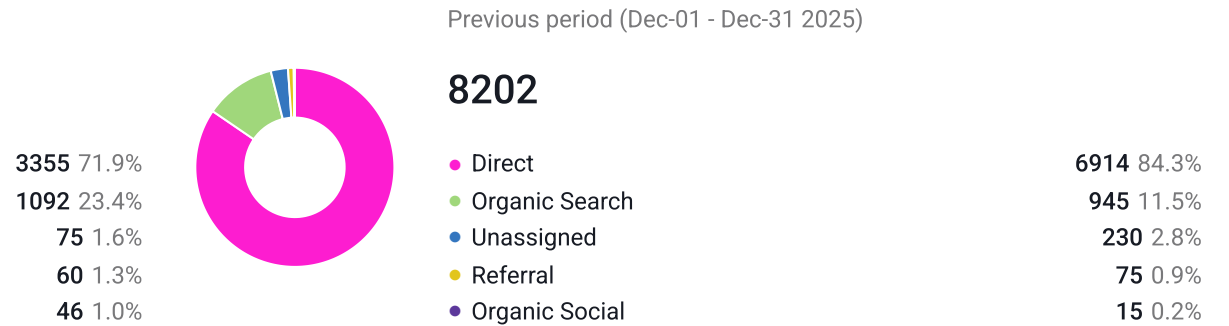 Previous period (Dec-01 - Dec-31 2025)
8202
3355 71.9%
1092 23.4%
75 1.6%
60 1.3%
46 1.0%
Direct 6914 84.3%
Organic Search 945 11.5%
Unassigned 230 2.8%
Referral 75 0.9%
Organic Social 15 0.2%